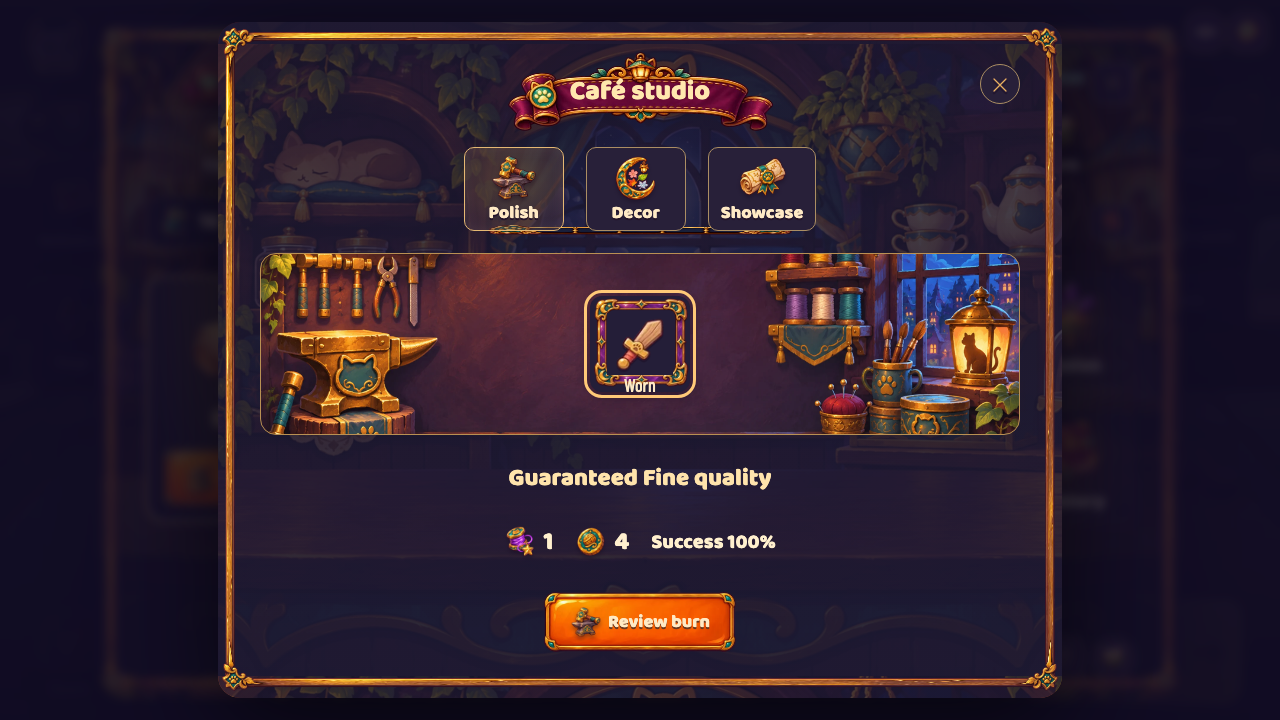 Café studio
Polish
Decor
Showcase
Worn
Guaranteed Fine quality
1 4 Success 100%
Review burn